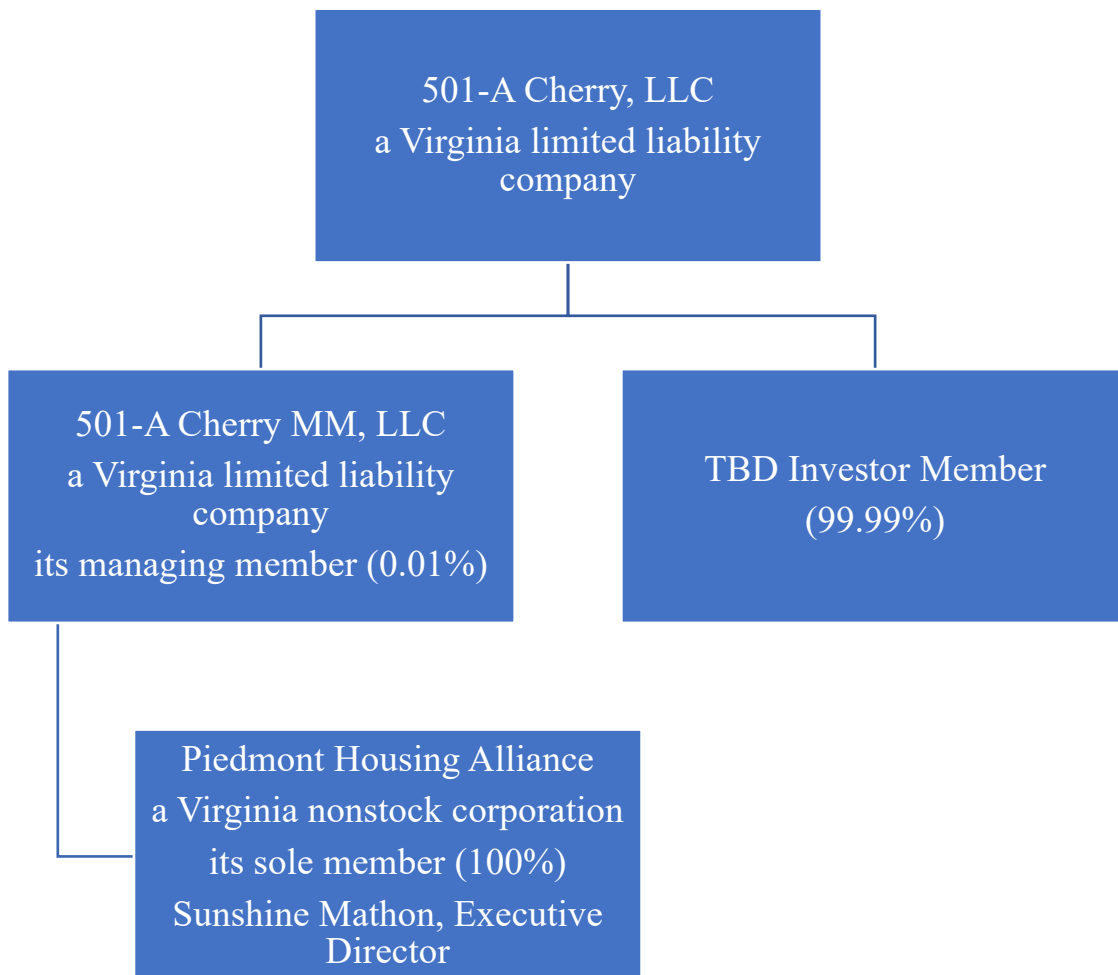 501-A Cherry, LLC
a Virginia limited liability
company
501-A Cherry MM, LLC
a Virginia limited liability
company
its managing member (0.01%)
TBD Investor Member
(99.99%)
Piedmont Housing Alliance
a Virginia nonstock corporation
its sole member (100%)
Sunshine Mathon, Executive
Director